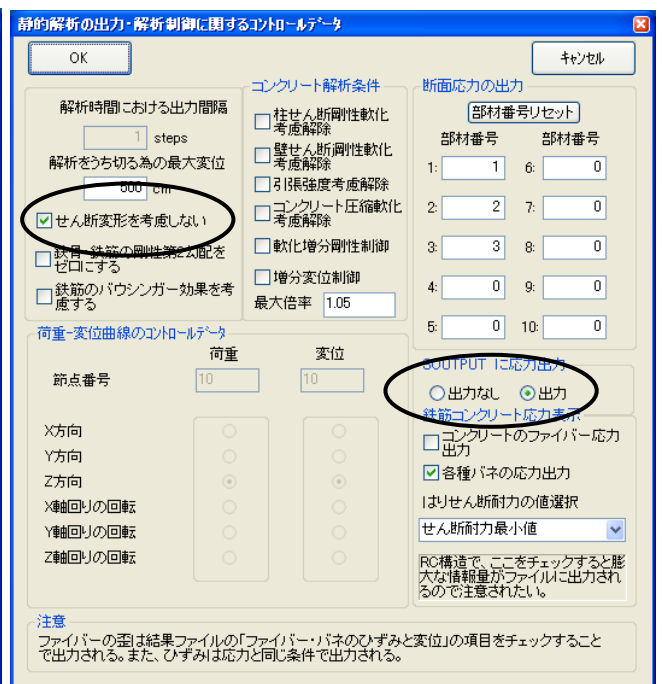 静的解析の出力・解析制御に関するコントロールデータ
OK
キャンセル
解析時間における出力間隔
1 steps
解析をうち切る為の最大変位
500 cm
せん断変形を考慮しない
鉄骨・鉄筋の剛性第2勾配を
ゼロにする
鉄筋のバウシンガー効果を考
慮する
コンクリート解析条件
柱せん断剛性軟化
考慮解除
壁せん断剛性軟化
考慮解除
引張強度考慮解除
コンクリート圧縮軟化
考慮解除
軟化増分剛性制御
増分変位制御
最大倍率 1.05
断面応力の出力
部材番号リセット
部材番号 部材番号
1: 1 6: 0
2: 2 7: 0
3: 3 8: 0
4: 0 9: 0
5: 0 10: 0
荷重-変位曲線のコントロールデータ
荷重 変位
節点番号 10 10
X方向
Y方向
Z方向
X軸回りの回転
Y軸回りの回転
Z軸回りの回転
SOUTPUT1に応力出力
出力なし 出力
鉄筋コンクリート応力表示
コンクリートのファイバー応力
出力
各種バネの応力出力
はりせん断耐力の値選択
せん断耐力最小値
RC構造で、ここをチェックすると膨
大な情報量がファイルに出力され
るので注意されたい。
注意
ファイバーの歪は結果ファイルの「ファイバー・バネのひずみと変位」の項目をチェックすること
で出力される。また、ひずみは応力と同じ条件で出力される。